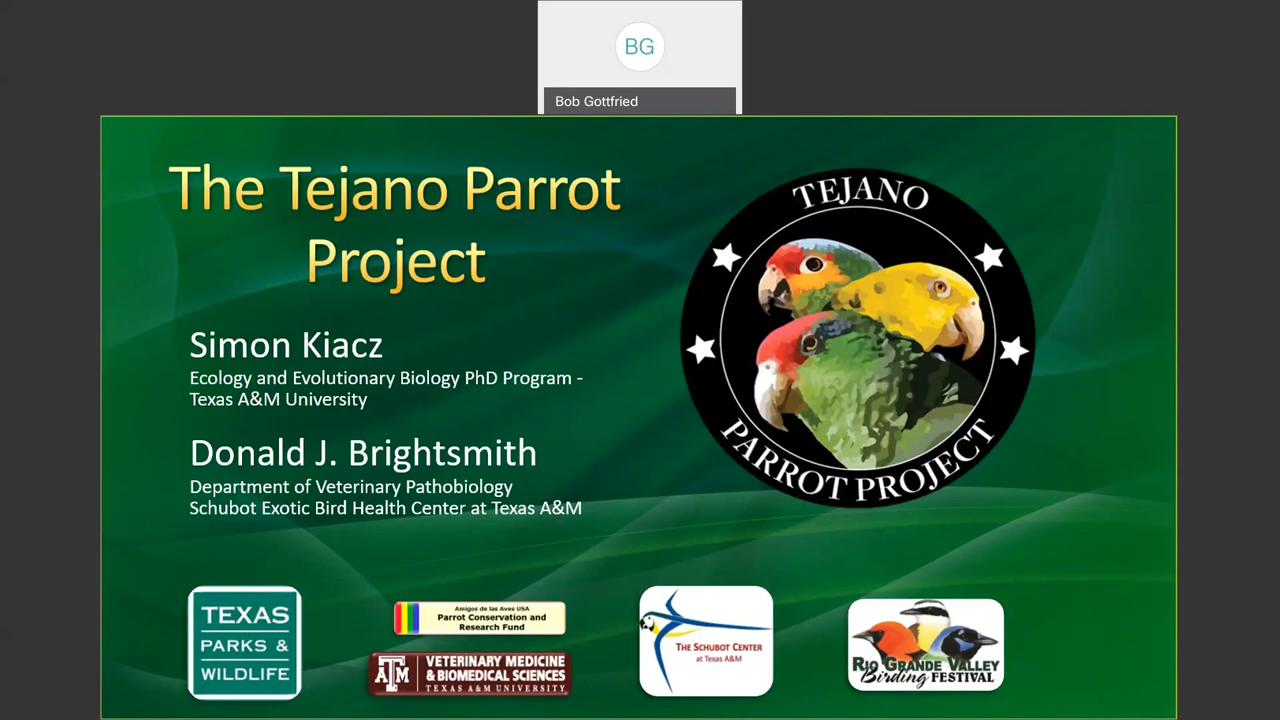 BG
Bob Gottfried
The Tejano Parrot
Project
Simon Kiacz
Ecology and Evolutionary Biology PhD Program -
Texas A&M University
Donald J. Brightsmith
Department of Veterinary Pathobiology
Schubot Exotic Bird Health Center at Texas A&M
TEJANO
PARROT PROJECT
TEXAS
PARKS &
WILDLIFE
Amigos de las Aves USA
Parrot Conservation and
Research Fund
ATM
VETERINARY MEDICINE
& BIOMEDICAL SCIENCES
TEXAS A&M UNIVERSITY
THE SCHUBOT CENTER
at Texas A&M
RIO GRANDE VALLEY
Birding FESTIVAL